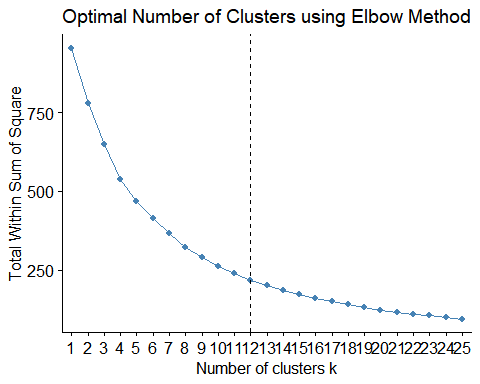 Optimal Number of Clusters using Elbow Method
Total Within Sum of Square
750
500
250
1 2 3 4 5 6 7 8 9 10 11 12 13 14 15 16 17 18 19 20 21 22 23 24 25
Number of clusters k